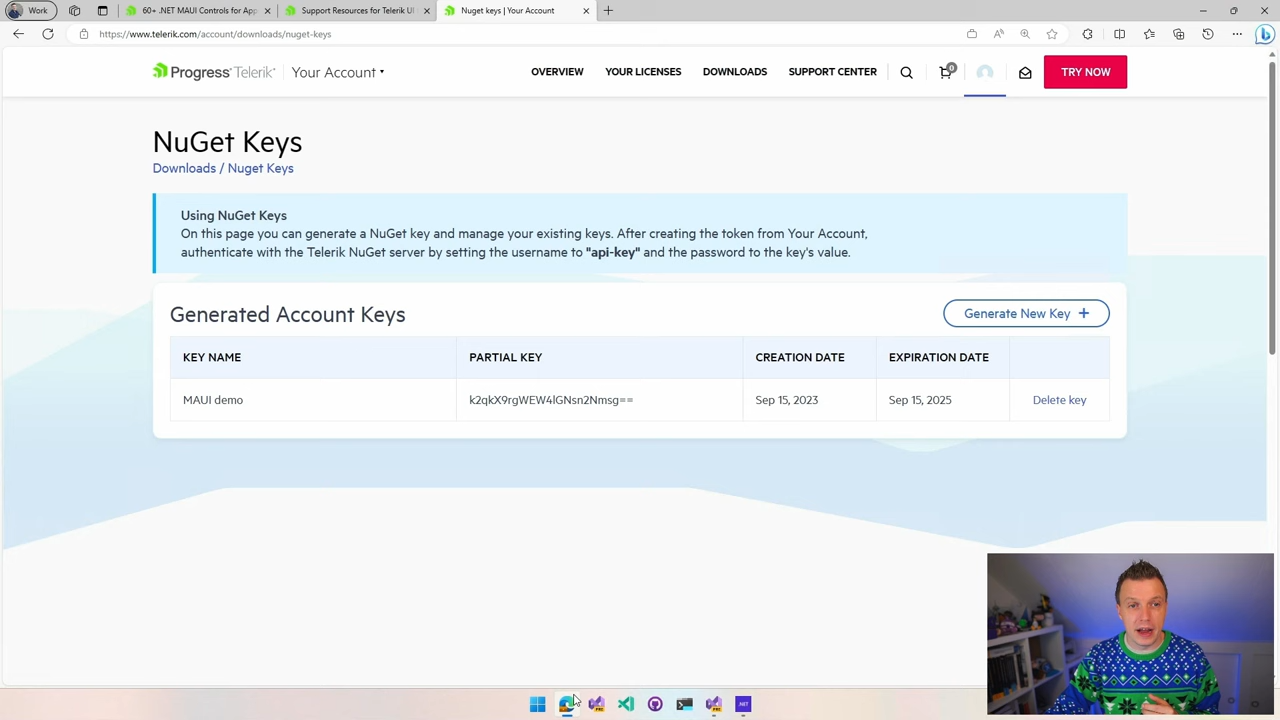 Work
60+ .NET MAUI Controls for App
Support Resources for Telerik UI
Nuget keys | Your Account
https://www.telerik.com/account/downloads/nuget-keys
Progress Telerik
Your Account
OVERVIEW
YOUR LICENSES
DOWNLOADS
SUPPORT CENTER
0
TRY NOW
NuGet Keys
Downloads / Nuget Keys
Using NuGet Keys
On this page you can generate a NuGet key and manage your existing keys. After creating the token from Your Account,
authenticate with the Telerik NuGet server by setting the username to "api-key" and the password to the key's value.
Generated Account Keys
Generate New Key +
KEY NAME
PARTIAL KEY
CREATION DATE
EXPIRATION DATE
MAUI demo
k2qkX9rgWEW4lGNsn2Nmsg==
Sep 15, 2023
Sep 15, 2025
Delete key
.NET